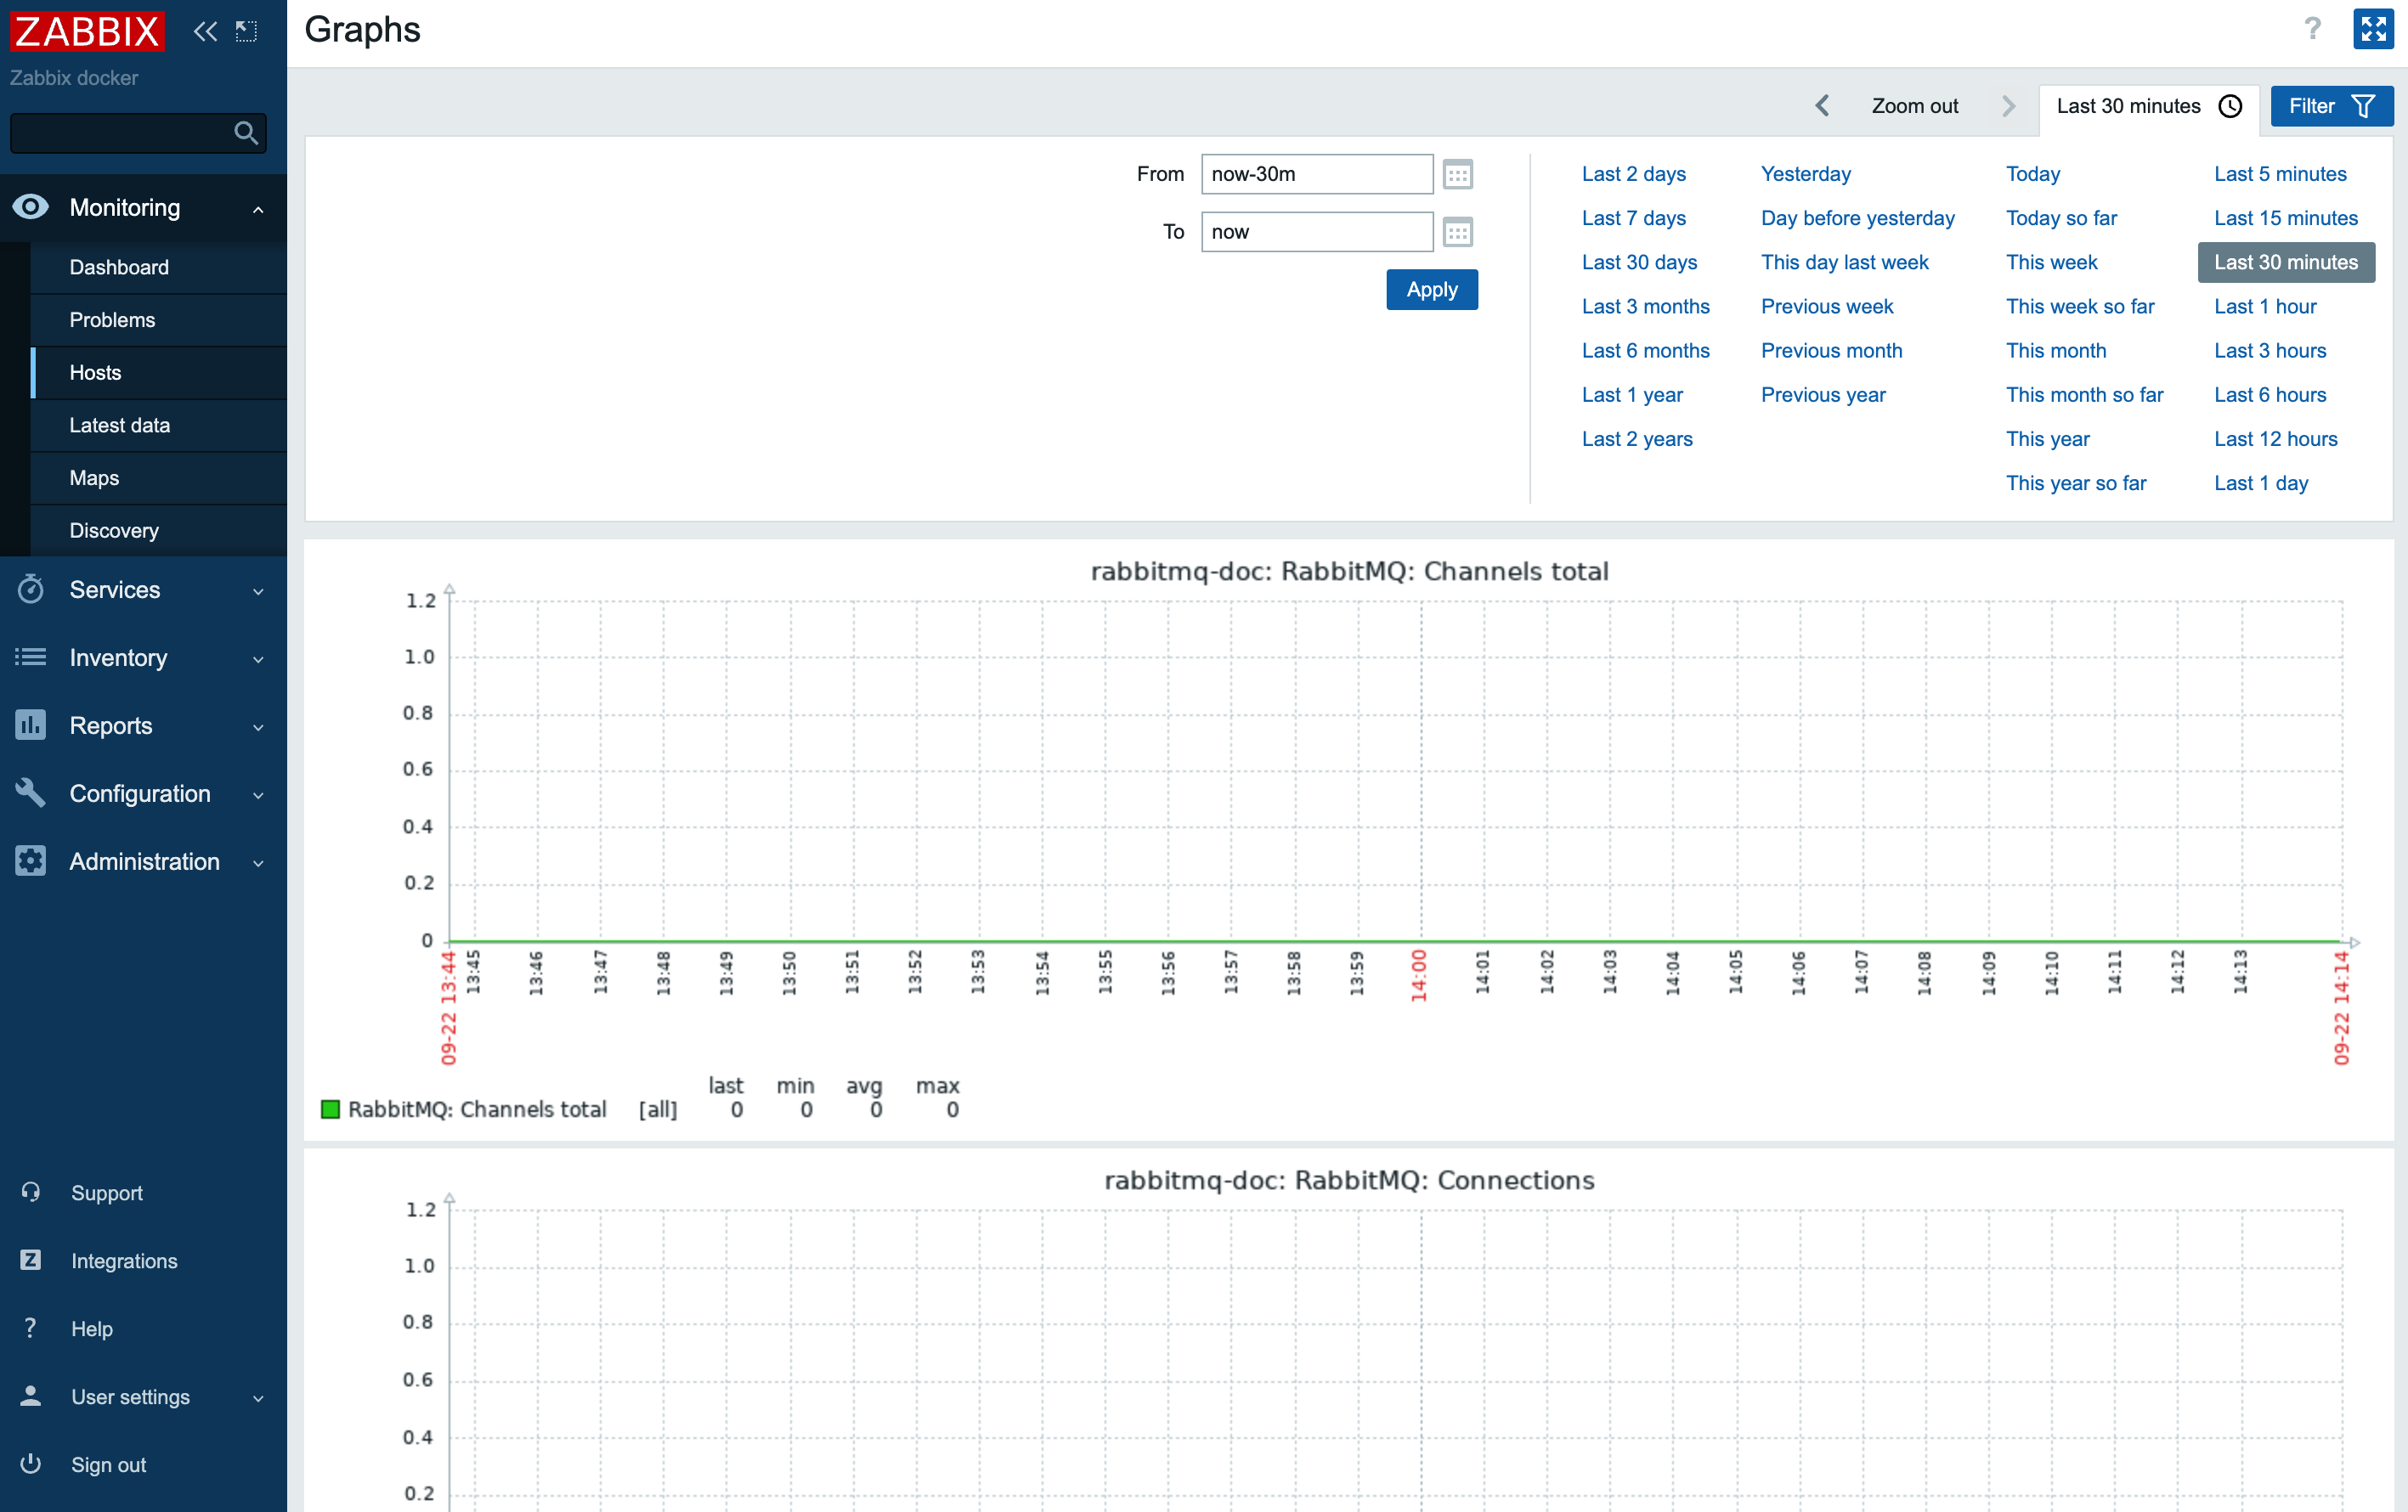 ZABBIX
Zabbix docker
Monitoring
Dashboard
Problems
Hosts
Latest data
Maps
Discovery
Services
Inventory
Reports
Configuration
Administration
Support
Integrations
Help
User settings
Sign out
Graphs
?
Zoom out
Last 30 minutes
Filter
From now-30m
To now
Apply
Last 2 days Yesterday Today Last 5 minutes
Last 7 days Day before yesterday Today so far Last 15 minutes
Last 30 days This day last week This week Last 30 minutes
Last 3 months Previous week This week so far Last 1 hour
Last 6 months Previous month This month Last 3 hours
Last 1 year Previous year This month so far Last 6 hours
Last 2 years This year Last 12 hours
This year so far Last 1 day
rabbitmq-doc: RabbitMQ: Channels total
1.2
1.0
0.8
0.6
0.4
0.2
0
09-22 13:44 13:45 13:46 13:47 13:48 13:49 13:50 13:51 13:52 13:53 13:54 13:55 13:56 13:57 13:58 13:59 14:00 14:01 14:02 14:03 14:04 14:05 14:06 14:07 14:08 14:09 14:10 14:11 14:12 14:13 09-22 14:14
last min avg max
RabbitMQ: Channels total [all] 0 0 0 0
rabbitmq-doc: RabbitMQ: Connections
1.2
1.0
0.8
0.6
0.4
0.2